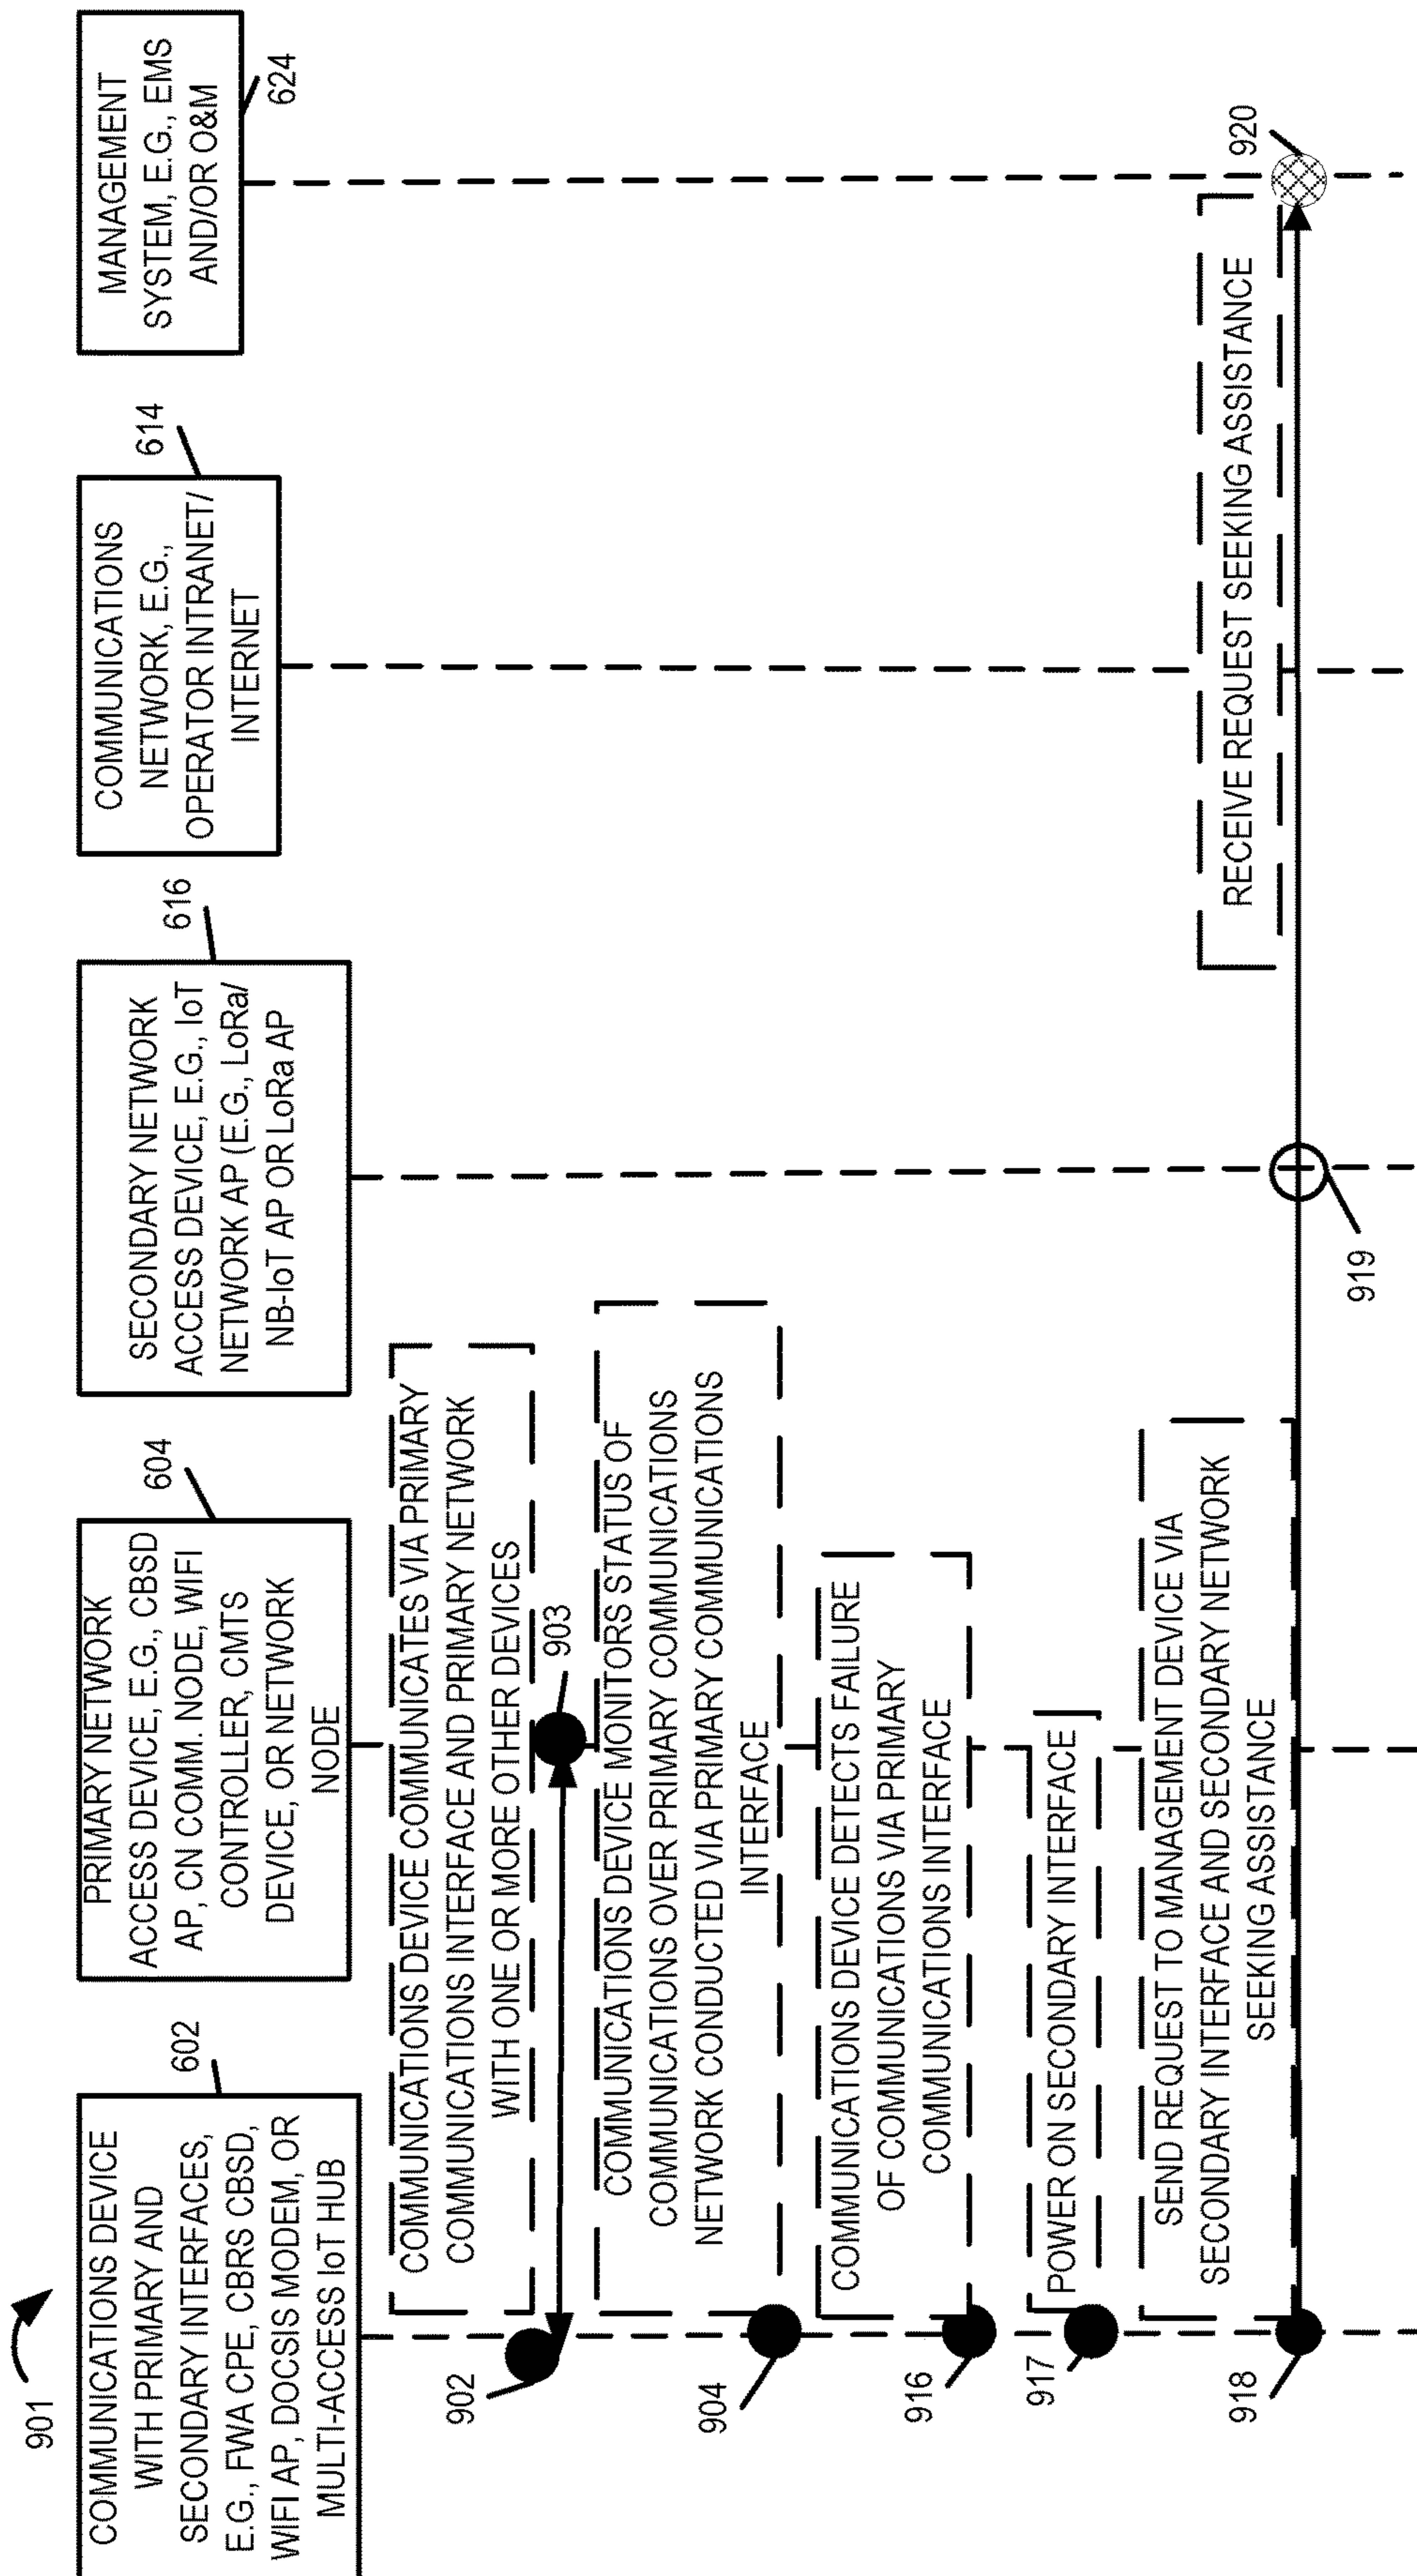 901
COMMUNICATIONS DEVICE
WITH PRIMARY AND
SECONDARY INTERFACES,
E.G., FWA CPE, CBRS CBSD,
WIFI AP, DOCSIS MODEM, OR
MULTI-ACCESS IoT HUB
602
PRIMARY NETWORK
ACCESS DEVICE, E.G., CBSD
AP, CN COMM. NODE, WIFI
CONTROLLER, CMTS
DEVICE, OR NETWORK
NODE
604
SECONDARY NETWORK
ACCESS DEVICE, E.G., IoT
NETWORK AP (E.G., LoRa/
NB-IoT AP OR LoRa AP
616
COMMUNICATIONS
NETWORK, E.G.,
OPERATOR INTRANET/
INTERNET
614
MANAGEMENT
SYSTEM, E.G., EMS
AND/OR O&M
624
COMMUNICATIONS DEVICE COMMUNICATES VIA PRIMARY
COMMUNICATIONS INTERFACE AND PRIMARY NETWORK
WITH ONE OR MORE OTHER DEVICES
902
903
COMMUNICATIONS DEVICE MONITORS STATUS OF
COMMUNICATIONS OVER PRIMARY COMMUNICATIONS
NETWORK CONDUCTED VIA PRIMARY COMMUNICATIONS
INTERFACE
904
COMMUNICATIONS DEVICE DETECTS FAILURE
OF COMMUNICATIONS VIA PRIMARY
COMMUNICATIONS INTERFACE
916
POWER ON SECONDARY INTERFACE
917
SEND REQUEST TO MANAGEMENT DEVICE VIA
SECONDARY INTERFACE AND SECONDARY NETWORK
SEEKING ASSISTANCE
918
919
RECEIVE REQUEST SEEKING ASSISTANCE
920